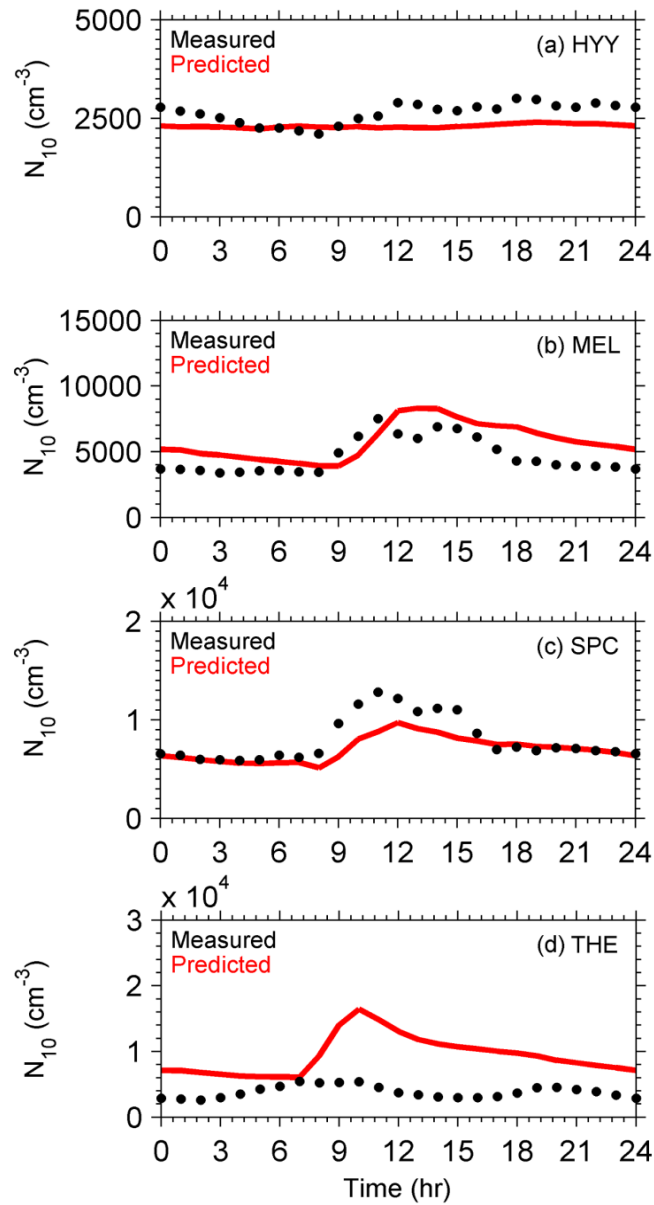 5000
Measured
(a) HYY
Predicted
2500
N10 (cm-3)
0
0 3 6 9 12 15 18 21 24
15000
Measured
(b) MEL
Predicted
10000
N10 (cm-3)
5000
0
0 3 6 9 12 15 18 21 24
x 10^4
2
Measured
(c) SPC
Predicted
1
N10 (cm-3)
0
0 3 6 9 12 15 18 21 24
x 10^4
3
Measured
(d) THE
Predicted
2
N10 (cm-3)
1
0
0 3 6 9 12 15 18 21 24
Time (hr)